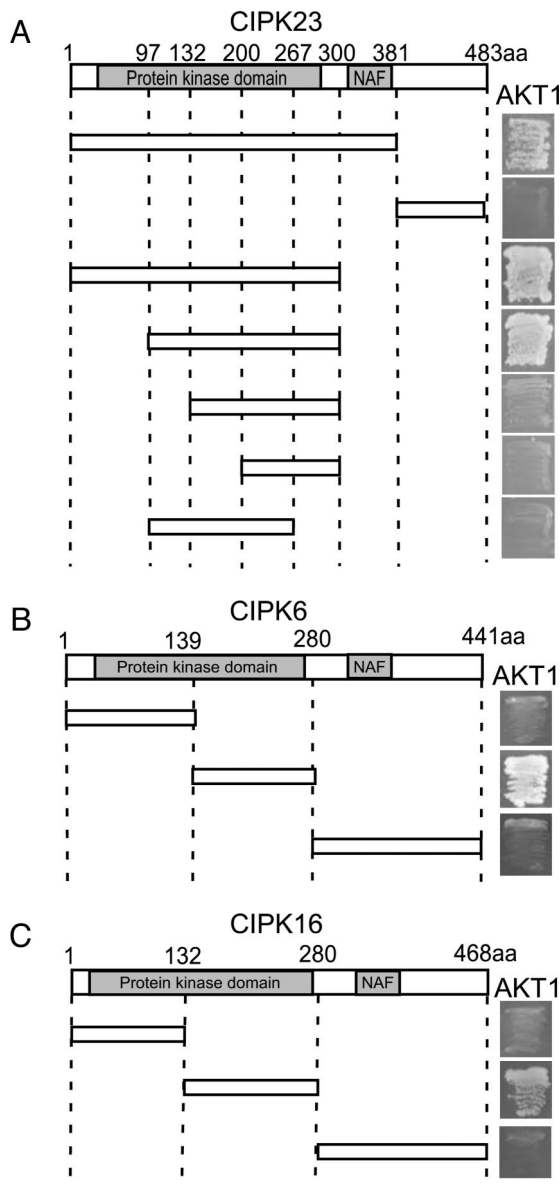 A
CIPK23
1 97 132 200 267 300 381 483aa
Protein kinase domain NAF
AKT1
B
CIPK6
1 139 280 441aa
Protein kinase domain NAF
AKT1
C
CIPK16
1 132 280 468aa
Protein kinase domain NAF
AKT1